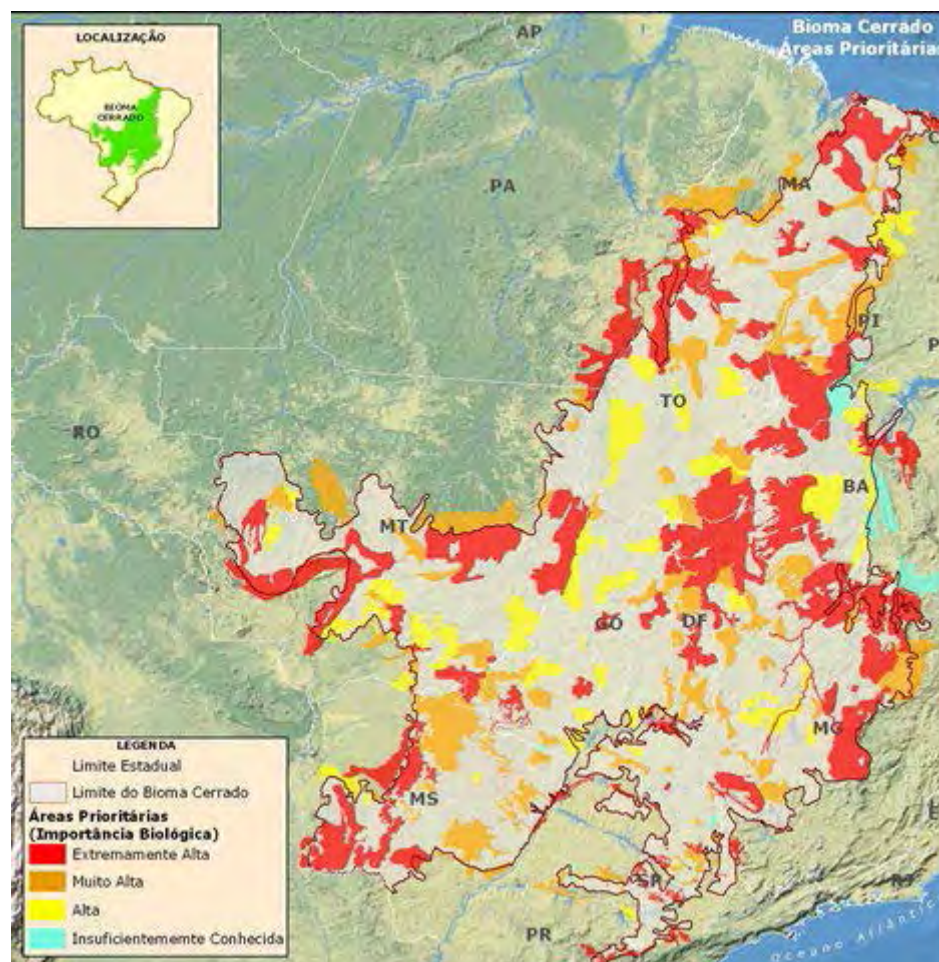 LOCALIZAÇÃO
BIOMA
CERRADO
Bioma Cerrado
Áreas Prioritárias
AP
PA
MA
PI
TO
RO
BA
MT
GO
DF
MG
MS
SP
RJ
PR
Oceano Atlântic
LEGENDA
Limite Estadual
Limite do Bioma Cerrado
Áreas Prioritárias
(Importância Biológica)
Extremamente Alta
Muito Alta
Alta
Insuficientememte Conhecida